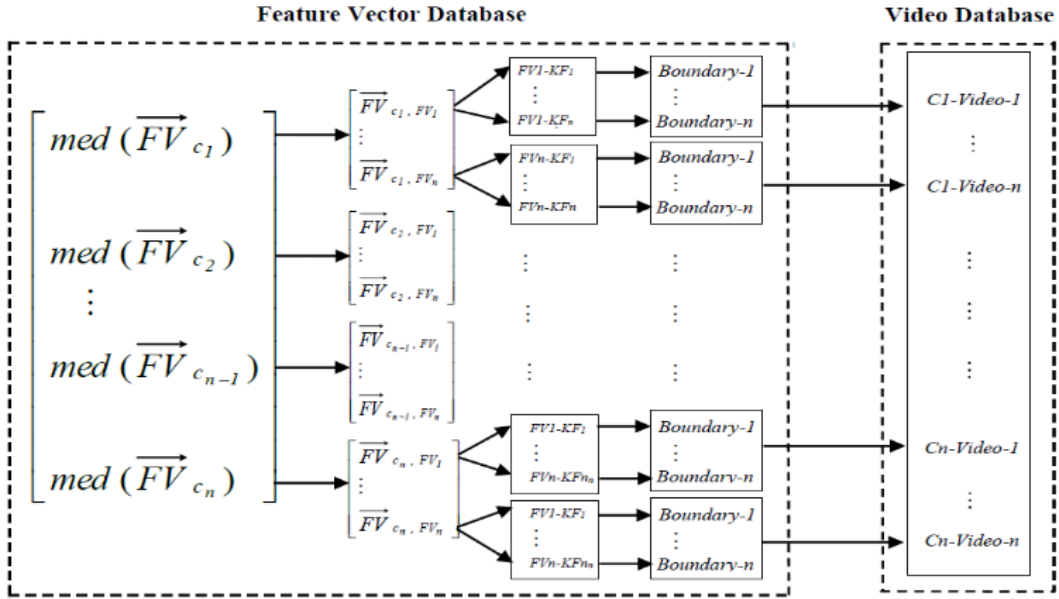 Feature Vector Database
Video Database
med (FV c1)
med (FV c2)
⋮
med (FV cn−1)
med (FV cn)
FV c1 , FV1
⋮
FV c1 , FVn
FV c2 , FV1
⋮
FV c2 , FVn
FV cn−1 , FV1
⋮
FV cn−1 , FVn
FV cn , FV1
⋮
FV cn , FVn
FV1-KF1
⋮
FV1-KFn
FVn-KF1
⋮
FVn-KFn
⋮
⋮
⋮
FV1-KF1
⋮
FVn-KFnn
FV1-KF1
⋮
FVn-KFnn
Boundary-1
⋮
Boundary-n
Boundary-1
⋮
Boundary-n
⋮
⋮
⋮
Boundary-1
⋮
Boundary-n
Boundary-1
⋮
Boundary-n
C1-Video-1
⋮
C1-Video-n
⋮
⋮
⋮
Cn-Video-1
⋮
Cn-Video-n